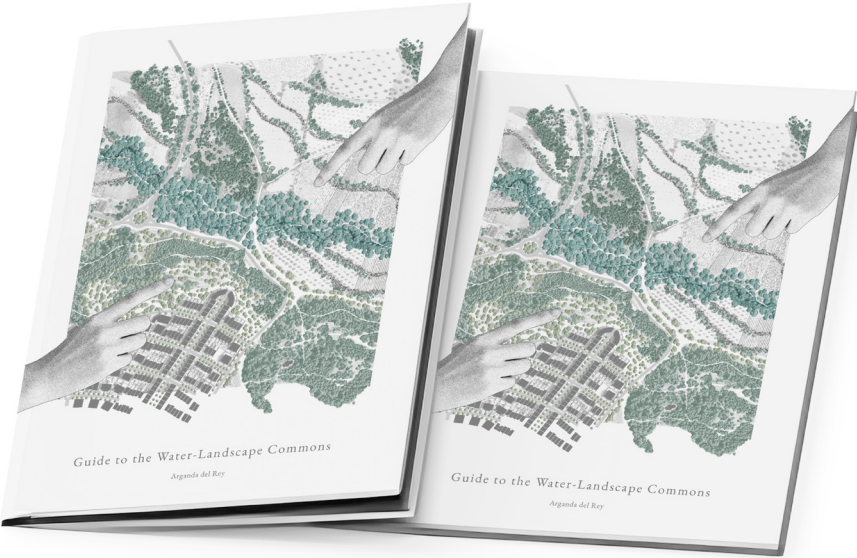 Guide to the Water-Landscape Commons
Arganda del Rey
Guide to the Water-Landscape Commons
Arganda del Rey